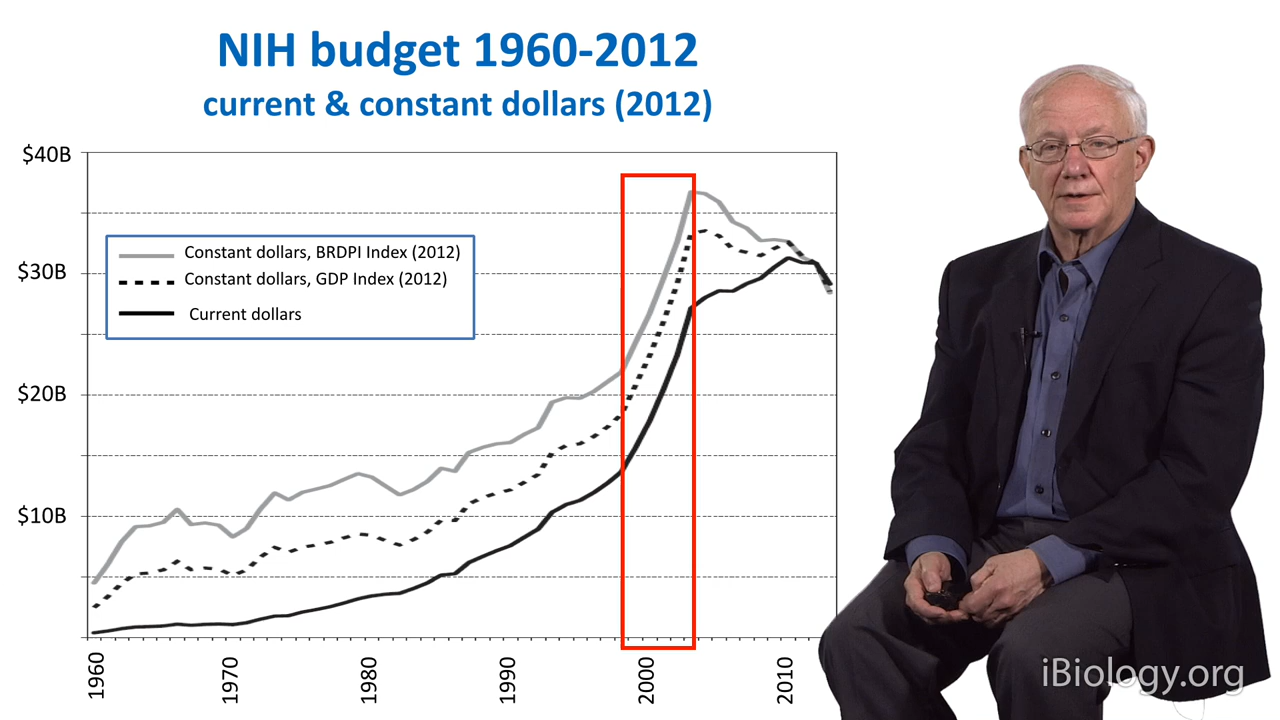 NIH budget 1960-2012
current & constant dollars (2012)
$40B
$30B
$20B
$10B
Constant dollars, BRDPI Index (2012)
Constant dollars, GDP Index (2012)
Current dollars
1960
1970
1980
1990
2000
2010
iBiology.org